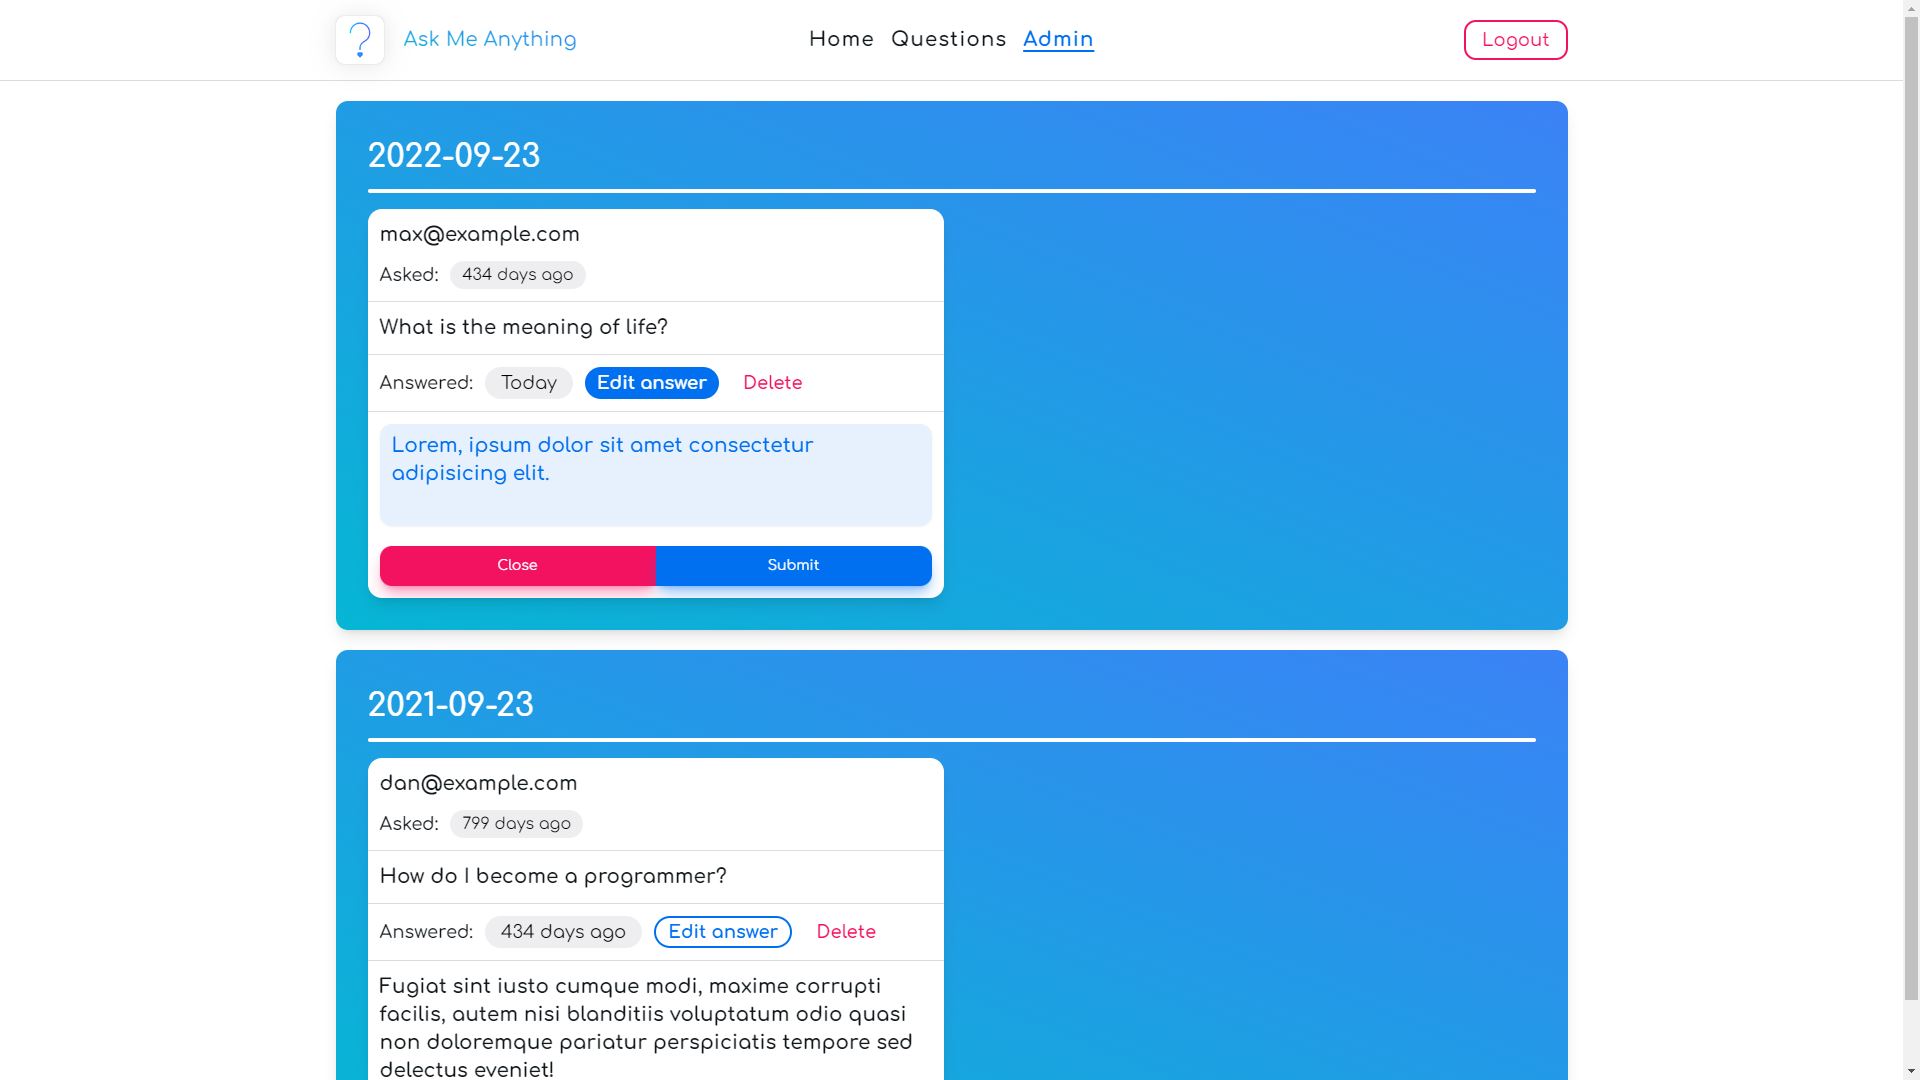 ?
Ask Me Anything
Home Questions Admin
Logout
2022-09-23
max@example.com
Asked: 434 days ago
What is the meaning of life?
Answered: Today Edit answer Delete
Lorem, ipsum dolor sit amet consectetur
adipisicing elit.
Close Submit
2021-09-23
dan@example.com
Asked: 799 days ago
How do I become a programmer?
Answered: 434 days ago Edit answer Delete
Fugiat sint iusto cumque modi, maxime corrupti
facilis, autem nisi blanditiis voluptatum odio quasi
non doloremque pariatur perspiciatis tempore sed
delectus eveniet!